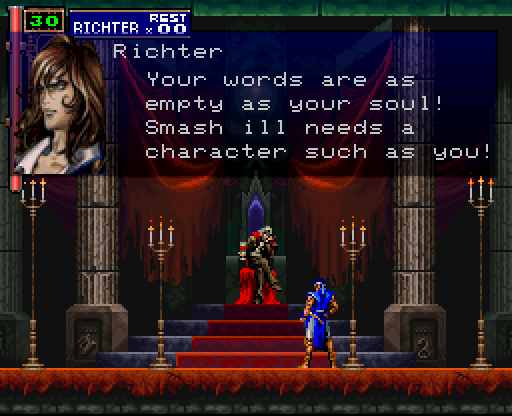 30
RICHTER x 00
REST
Richter
Your words are as
empty as your soul!
Smash ill needs a
character such as you!